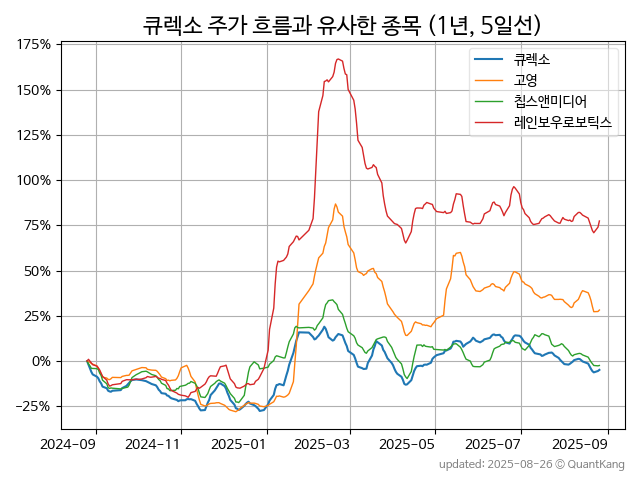 큐렉소 주가 흐름과 유사한 종목 (1년, 5일선)
175%
150%
125%
100%
75%
50%
25%
0%
−25%
큐렉소
고영
칩스앤미디어
레인보우로보틱스
2024-09
2024-11
2025-01
2025-03
2025-05
2025-07
2025-09
updated: 2025-08-26 © QuantKang